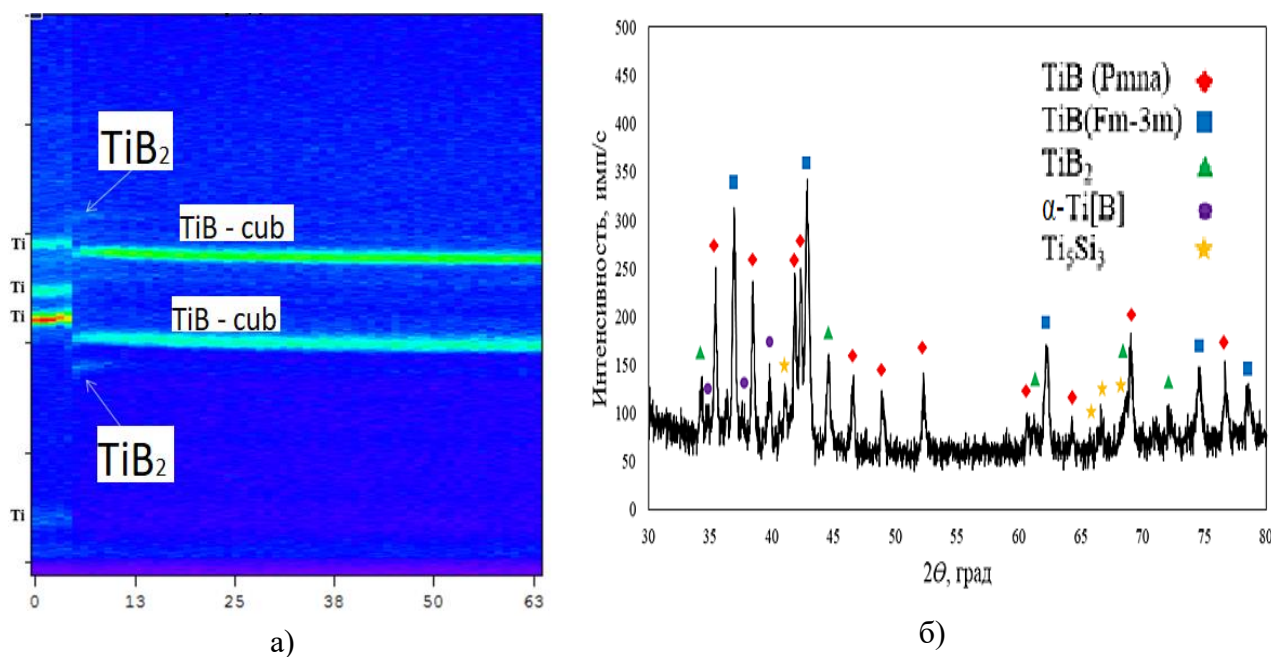 TiB₂
TiB - cub
TiB - cub
TiB₂
Ti
Ti
Ti
Ti
0 13 25 38 50 63
а)
Интенсивность, имп/с
500
450
400
350
300
250
200
150
100
50
0
TiB (Pmna)
TiB(Fm-3m)
TiB₂
α-Ti[B]
Ti₅Si₃
30 35 40 45 50 55 60 65 70 75 80
2θ, град
б)